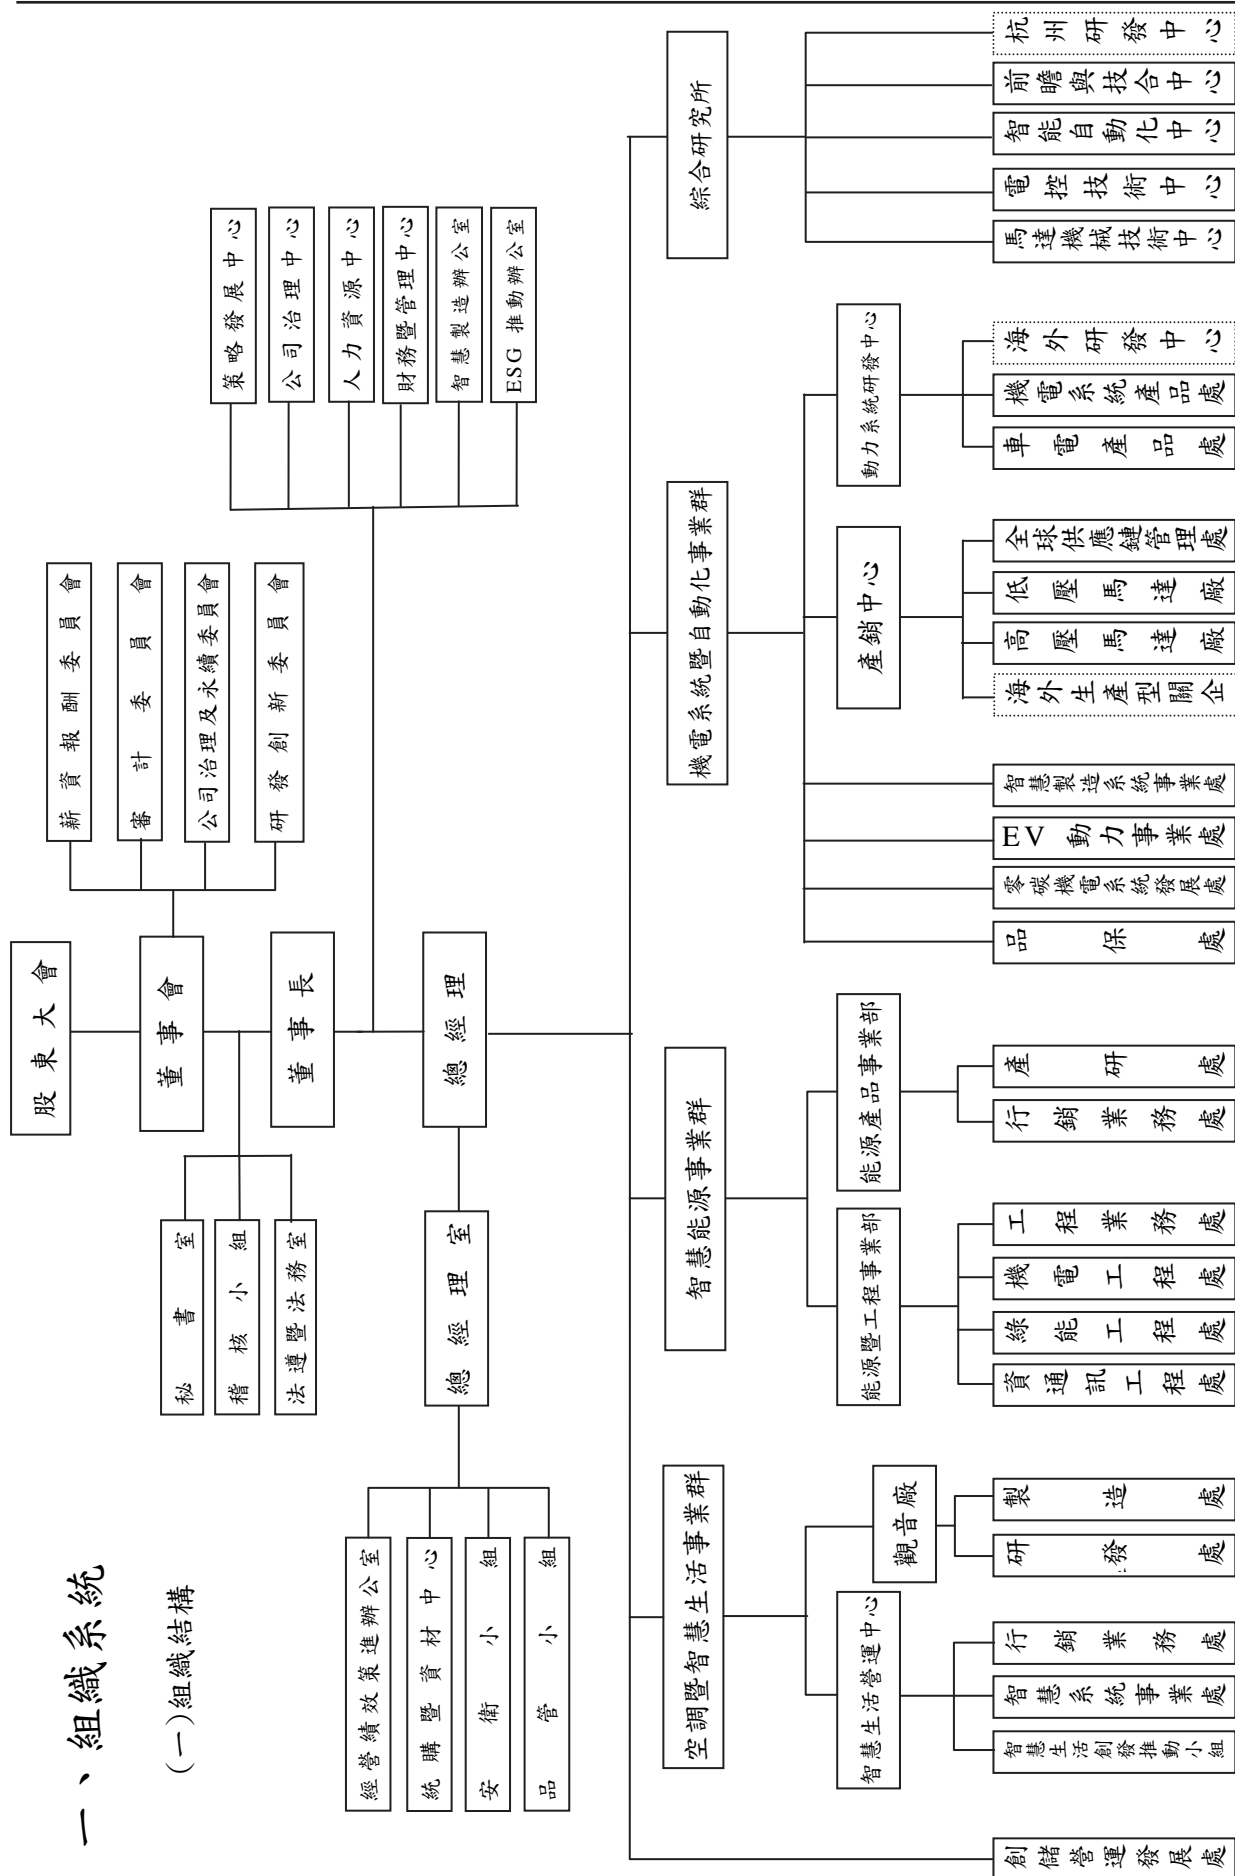 一、組織系統
(一)組織結構
股東大會
董事會
薪資報酬委員會
審計委員會
公司治理及永續委員會
研發創新委員會
秘書室
稽核小組
法遵暨法務室
董事長
策略發展中心
公司治理中心
人力資源中心
財務暨管理中心
智慧製造辦公室
ESG 推動辦公室
總經理
總經理室
經營績效策進辦公室
統購暨資材中心
安衛小組
品管小組
創儲營運發展處
空調暨智慧生活事業群
智慧生活營運中心
智慧生活創發推動小組
智慧系統事業處
行銷業務處
觀音廠
研發處
製造處
智慧能源事業群
能源暨工程事業部
資通訊工程處
綠能工程處
機電工程處
工程業務處
能源產品事業部
行銷業務處
產研處
機電系統暨自動化事業群
品保處
零碳機電系統發展處
EV 動力事業處
智慧製造系統事業處
產銷中心
海外生產型關企
高壓馬達廠
低壓馬達廠
全球供應鏈管理處
動力系統研發中心
車電產品處
機電系統產品處
海外研發中心
綜合研究所
馬達機械技術中心
電控技術中心
智能自動化中心
前瞻與技合中心
杭州研發中心